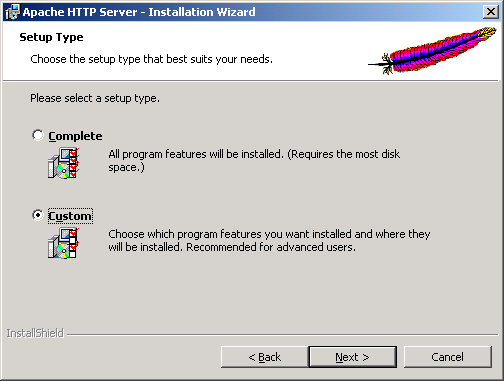 Apache HTTP Server - Installation Wizard
Setup Type
Choose the setup type that best suits your needs.
Please select a setup type.
Complete
All program features will be installed. (Requires the most disk
space.)
Custom
Choose which program features you want installed and where they
will be installed. Recommended for advanced users.
InstallShield
< Back
Next >
Cancel